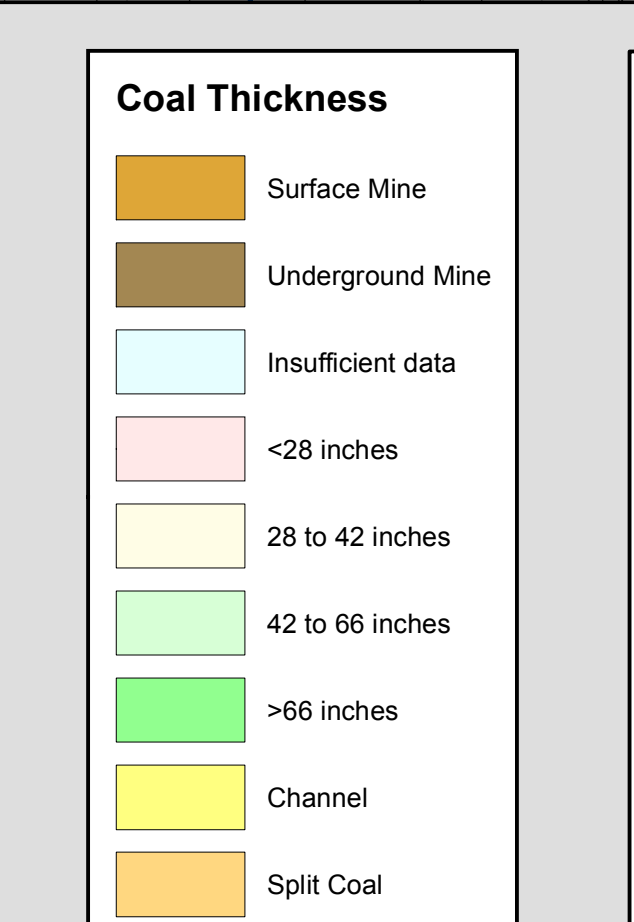 Coal Thickness
Surface Mine
Underground Mine
Insufficient data
<28 inches
28 to 42 inches
42 to 66 inches
>66 inches
Channel
Split Coal